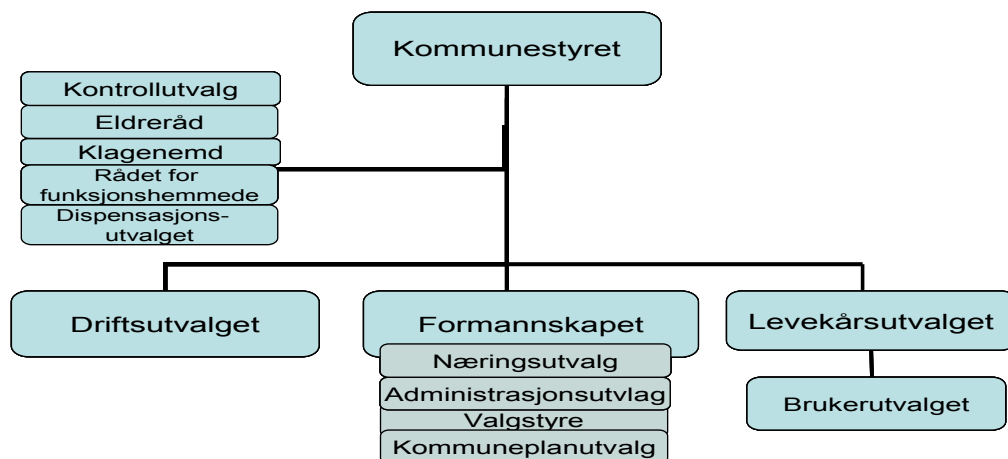 Kommunestyret
Kontrollutvalg
Eldreråd
Klagenemd
Rådet for
funksjonshemmede
Dispensasjons-
utvalget
Driftsutvalget
Formannskapet
Næringsutvalg
Administrasjonsutvlag
Valgstyre
Kommuneplanutvalg
Levekårsutvalget
Brukerutvalget